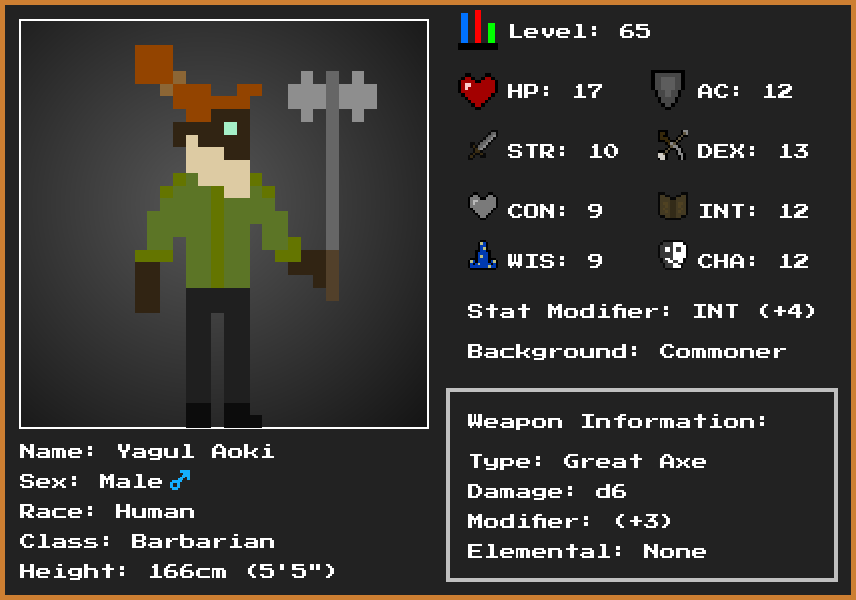 Level: 65
HP: 17
AC: 12
STR: 10
DEX: 13
CON: 9
INT: 12
WIS: 9
CHA: 12
Stat Modifier: INT (+4)
Background: Commoner
Weapon Information:
Type: Great Axe
Damage: d6
Modifier: (+3)
Elemental: None
Name: Yagul Aoki
Sex: Male♂
Race: Human
Class: Barbarian
Height: 166cm (5'5")